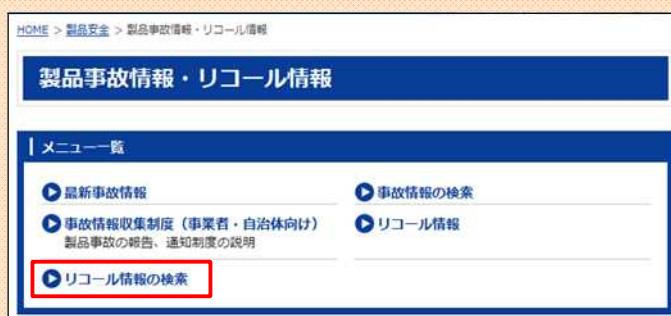 HOME > 製品安全 > 製品事故情報・リコール情報
製品事故情報・リコール情報
メニュー一覧
最新事故情報
事故情報の検索
事故情報収集制度（事業者・自治体向け）
製品事故の報告、通知制度の説明
リコール情報
リコール情報の検索